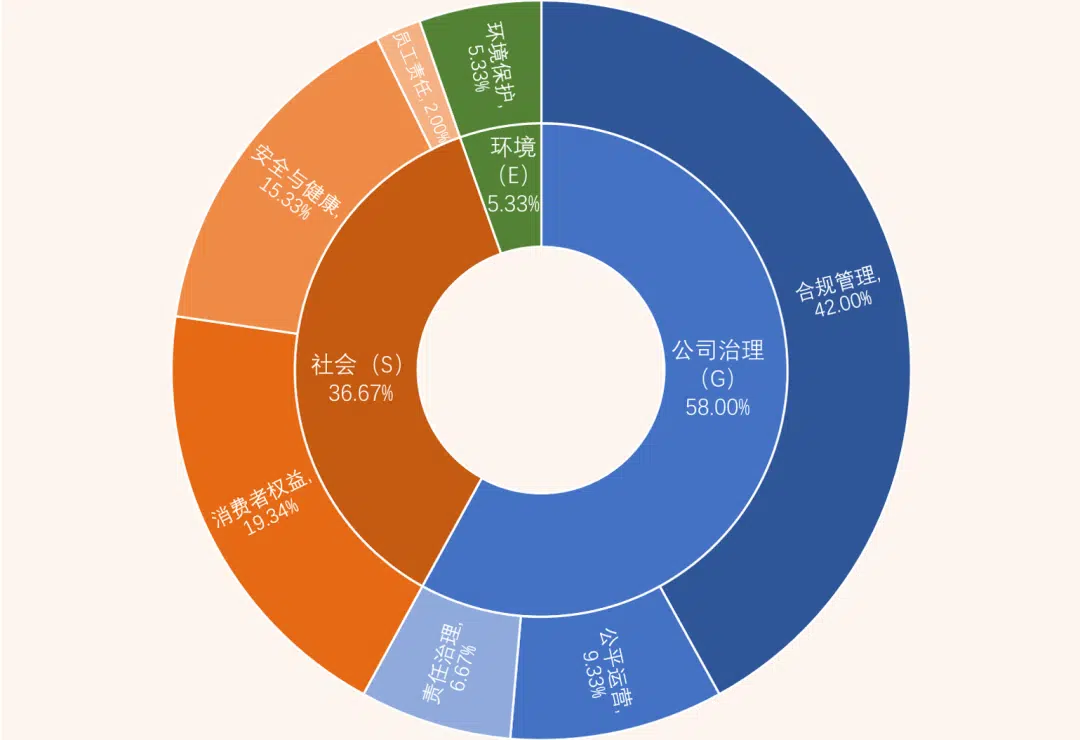 环境保护,
5.33%
员工责任, 2.00%
环境
（E）
5.33%
安全与健康,
15.33%
合规管理,
42.00%
社会（S）
36.67%
公司治理
（G）
58.00%
消费者权益,
19.34%
责任治理,
6.67%
公平运营,
9.33%